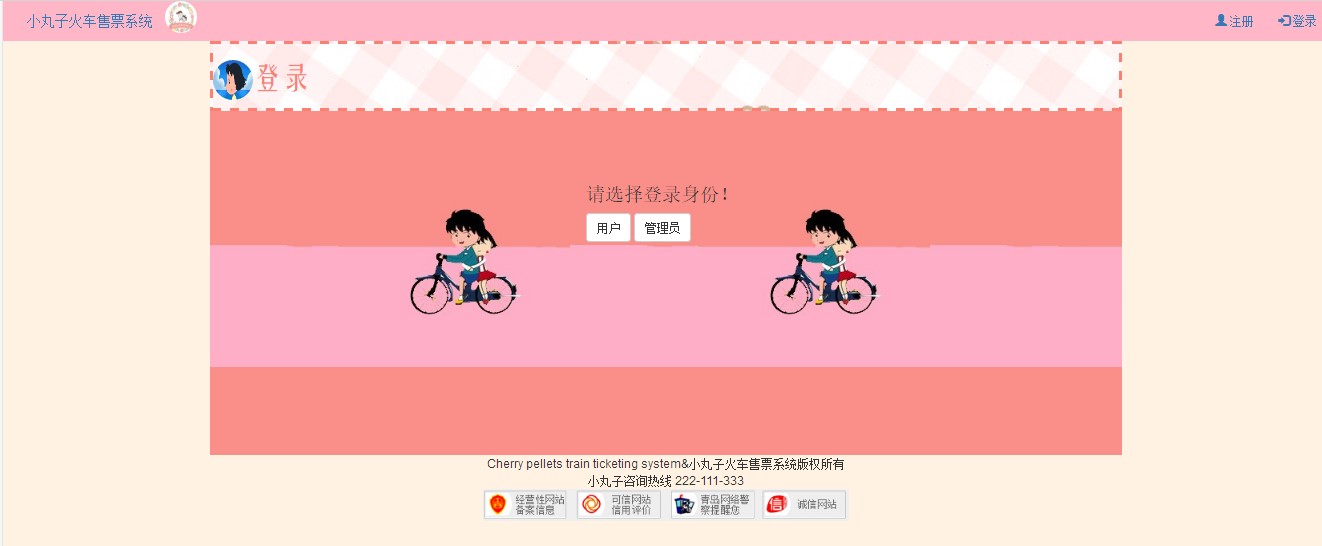 小丸子火车售票系统
注册
登录
登录
请选择登录身份！
用户
管理员
Cherry pellets train ticketing system&小丸子火车售票系统版权所有
小丸子咨询热线 222-111-333
经营性网站
备案信息
可信网站
信用评价
青岛网络警
察提醒您
诚信网站